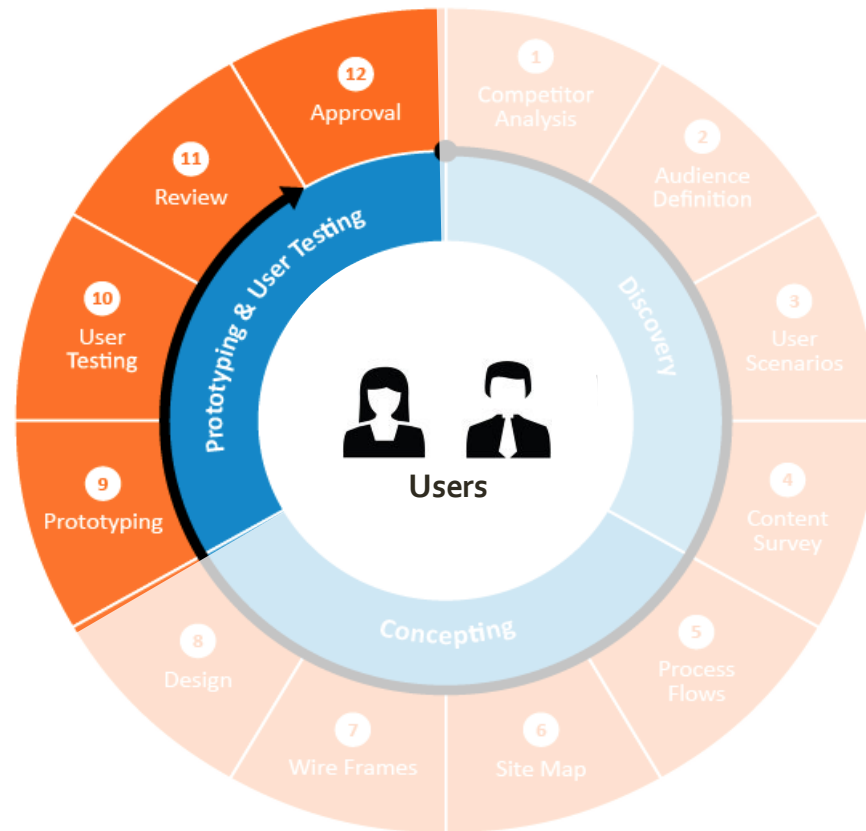 1
Competitor
Analysis
2
Audience
Definition
3
User
Scenarios
4
Content
Survey
5
Process
Flows
6
Site Map
7
Wire Frames
8
Design
9
Prototyping
10
User
Testing
11
Review
12
Approval
Discovery
Concepting
Prototyping & User Testing
Users